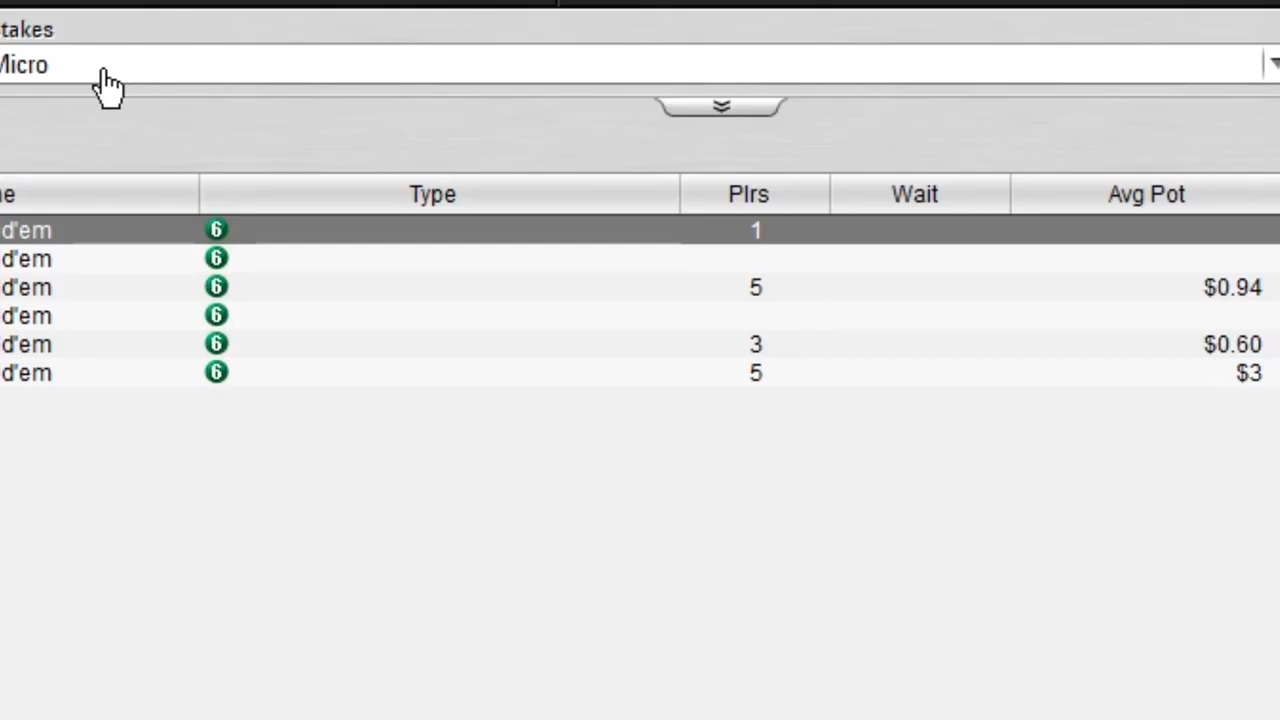 takes
Micro
e Type Plrs Wait Avg Pot
d'em 6 1
d'em 6
d'em 6 5 $0.94
d'em 6
d'em 6 3 $0.60
d'em 6 5 $3